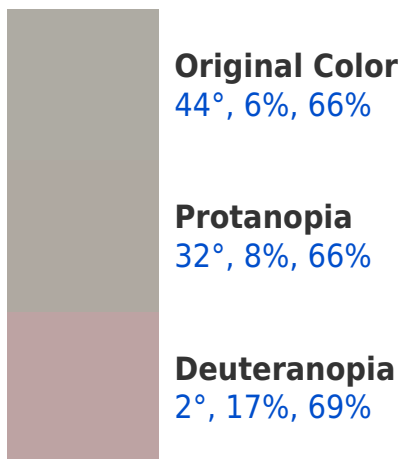 Original Color
44°, 6%, 66%
Protanopia
32°, 8%, 66%
Deuteranopia
2°, 17%, 69%